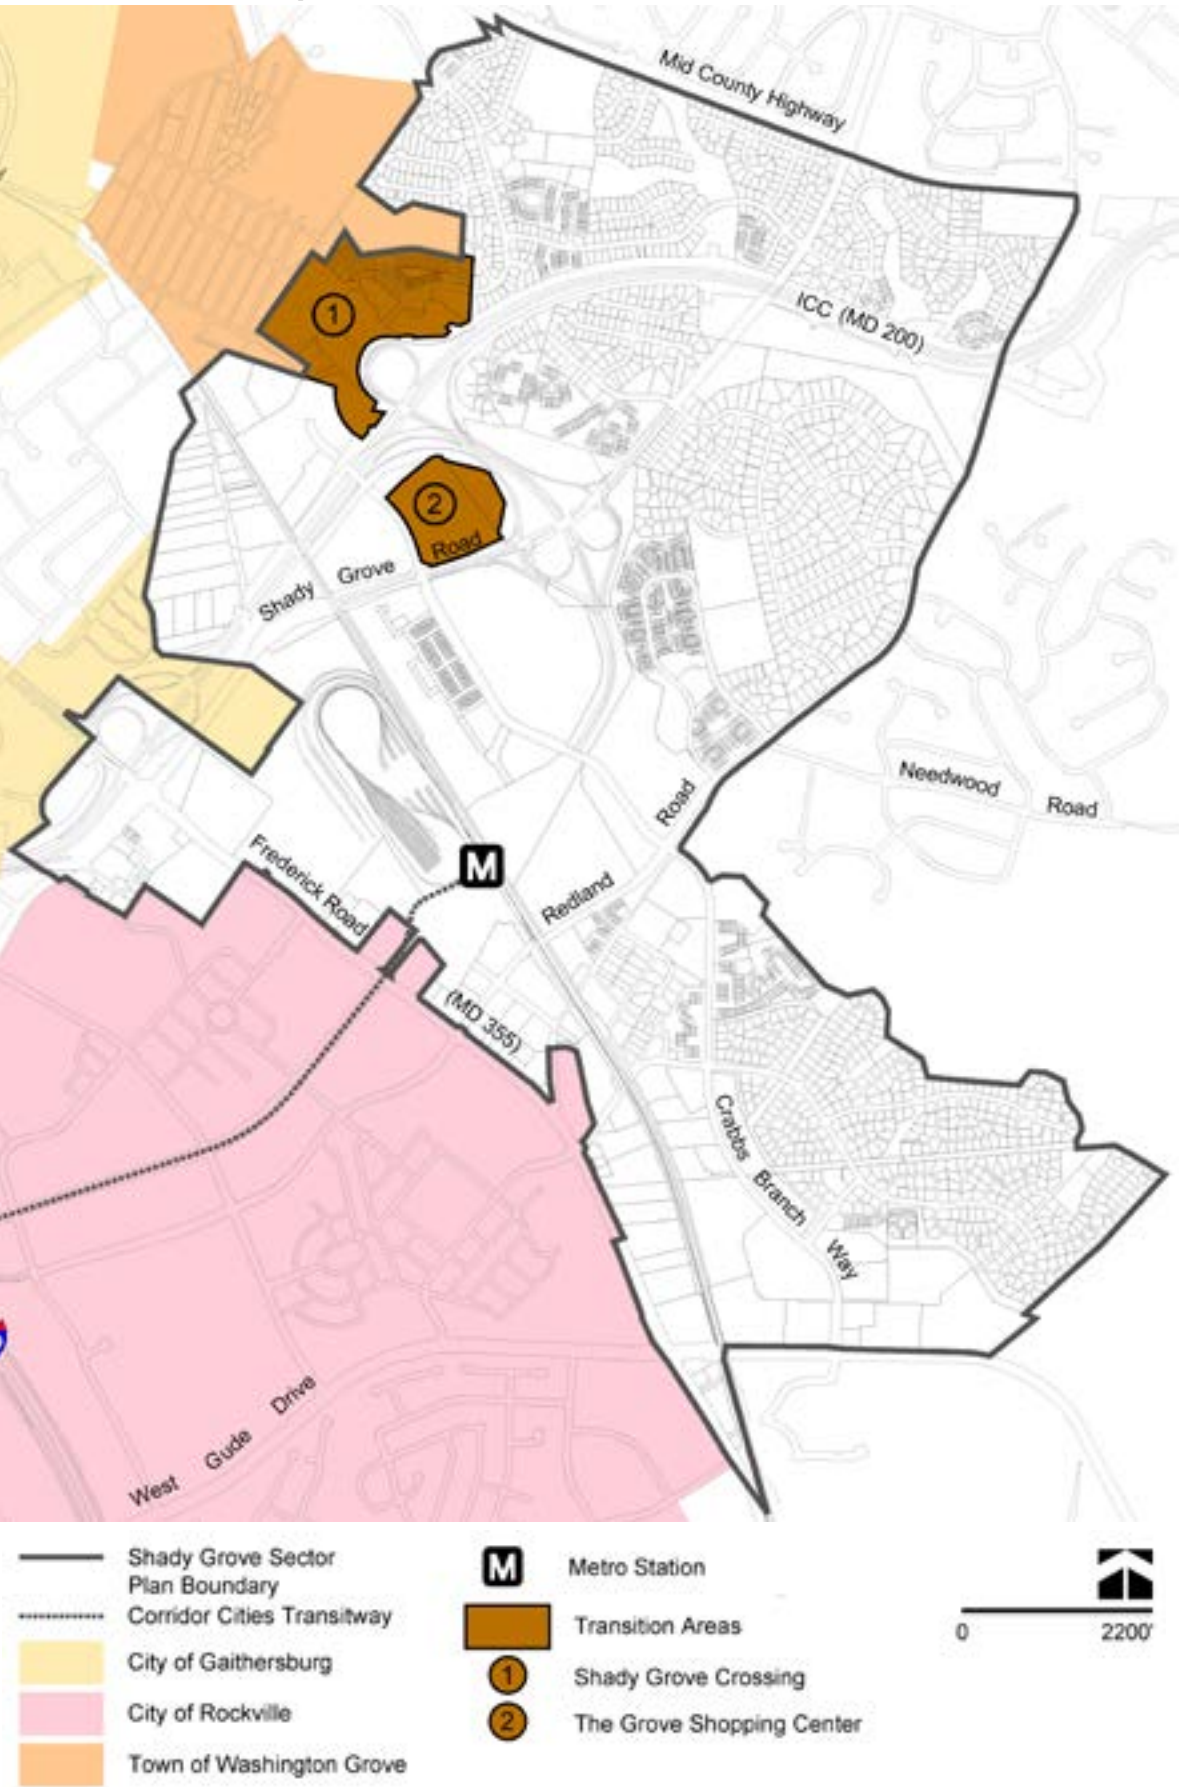 Mid County Highway
ICC (MD 200)
1
2
Road
Shady Grove
Needwood Road
Road
Redland
Frederick Road
M
(MD 355)
Crabbs Branch Way
West Gude Drive
Shady Grove Sector
Plan Boundary
Corridor Cities Transitway
City of Gaithersburg
City of Rockville
Town of Washington Grove
M Metro Station
Transition Areas
1 Shady Grove Crossing
2 The Grove Shopping Center
0 2200'